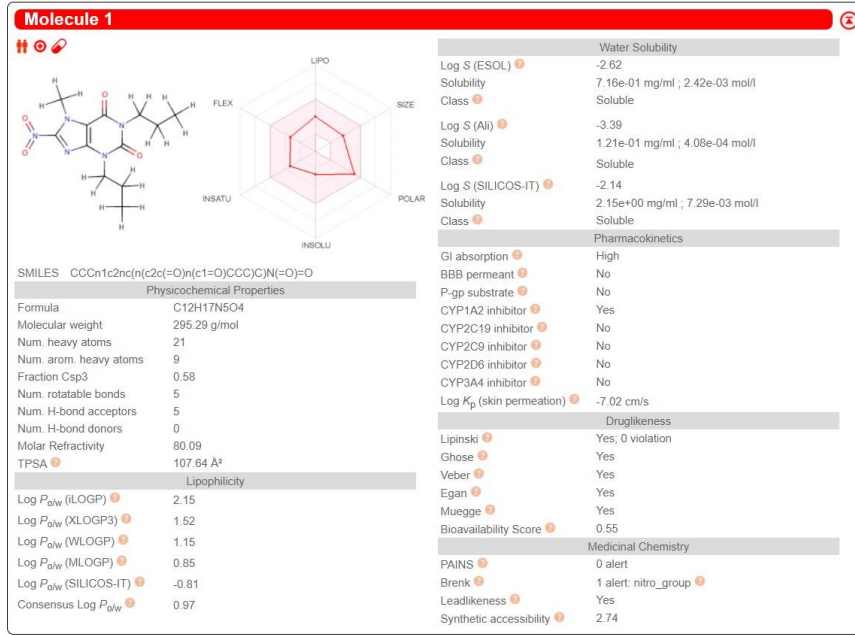 Molecule 1
LIPO
FLEX
SIZE
INSATU
POLAR
INSOLU
SMILES CCCn1c2nc(n(c2c(=O)n(c1=O)CCC)C)N(=O)=O
Physicochemical Properties
Formula C12H17N5O4
Molecular weight 295.29 g/mol
Num. heavy atoms 21
Num. arom. heavy atoms 9
Fraction Csp3 0.58
Num. rotatable bonds 5
Num. H-bond acceptors 5
Num. H-bond donors 0
Molar Refractivity 80.09
TPSA ? 107.64 Å²
Lipophilicity
Log Po/w (iLOGP) ? 2.15
Log Po/w (XLOGP3) ? 1.52
Log Po/w (WLOGP) ? 1.15
Log Po/w (MLOGP) ? 0.85
Log Po/w (SILICOS-IT) ? -0.81
Consensus Log Po/w ? 0.97
Water Solubility
Log S (ESOL) ? -2.62
Solubility 7.16e-01 mg/ml ; 2.42e-03 mol/l
Class ? Soluble
Log S (Ali) ? -3.39
Solubility 1.21e-01 mg/ml ; 4.08e-04 mol/l
Class ? Soluble
Log S (SILICOS-IT) ? -2.14
Solubility 2.15e+00 mg/ml ; 7.29e-03 mol/l
Class ? Soluble
Pharmacokinetics
GI absorption ? High
BBB permeant ? No
P-gp substrate ? No
CYP1A2 inhibitor ? Yes
CYP2C19 inhibitor ? No
CYP2C9 inhibitor ? No
CYP2D6 inhibitor ? No
CYP3A4 inhibitor ? No
Log Kp (skin permeation) ? -7.02 cm/s
Druglikeness
Lipinski ? Yes; 0 violation
Ghose ? Yes
Veber ? Yes
Egan ? Yes
Muegge ? Yes
Bioavailability Score ? 0.55
Medicinal Chemistry
PAINS ? 0 alert
Brenk ? 1 alert: nitro_group ?
Leadlikeness ? Yes
Synthetic accessibility ? 2.74